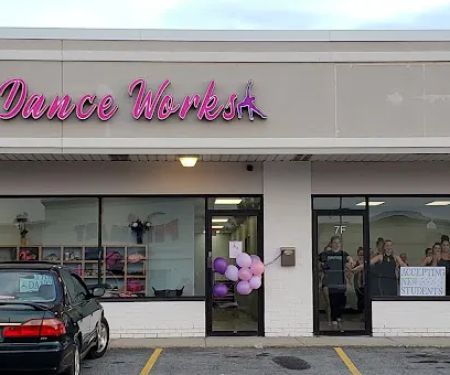 Dance Works
7F
ACCEPTING
NEW
STUDENTS